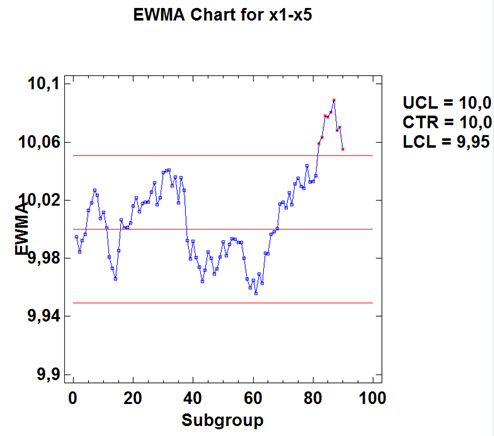 EWMA Chart for x1-x5
10,1
10,06
10,02
9,98
9,94
9,9
EWMA
0 20 40 60 80 100
Subgroup
UCL = 10,0
CTR = 10,0
LCL = 9,95